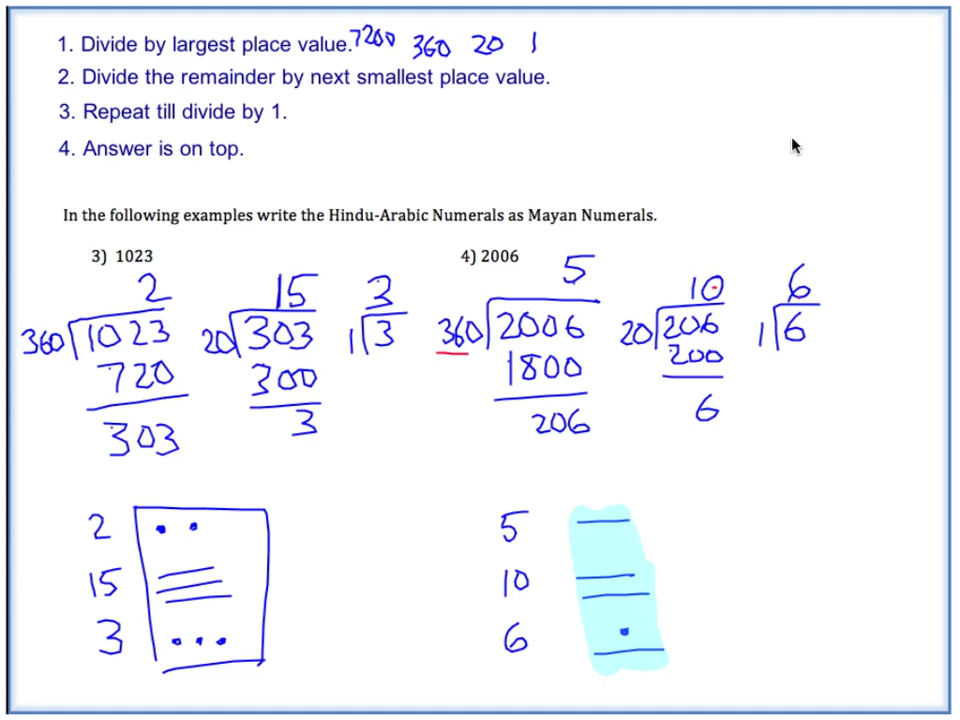 1. Divide by largest place value. 7200 360 20 1
2. Divide the remainder by next smallest place value.
3. Repeat till divide by 1.
4. Answer is on top.
In the following examples write the Hindu-Arabic Numerals as Mayan Numerals.
3) 1023
4) 2006
2 15 3 5 10 6
360 1023 20 303 1 3 360 2006 20 206 1 6
720 300 1800 200
303 3 206 6
2 5
15 10
3 6